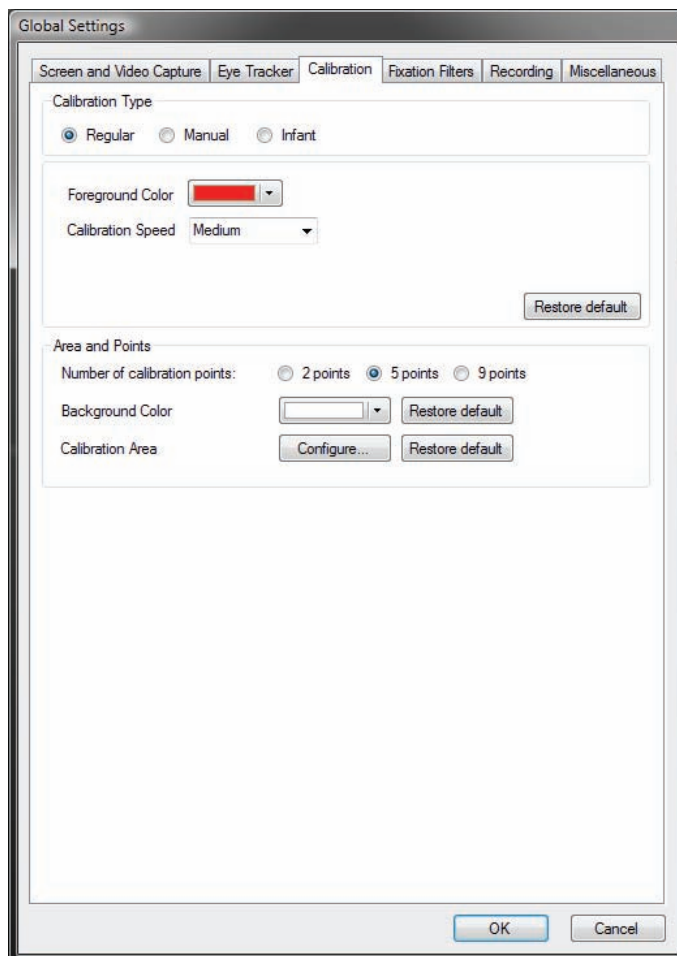 Global Settings
Screen and Video Capture Eye Tracker Calibration Fixation Filters Recording Miscellaneous
Calibration Type
Regular Manual Infant
Foreground Color
Calibration Speed Medium
Restore default
Area and Points
Number of calibration points: 2 points 5 points 9 points
Background Color Restore default
Calibration Area Configure... Restore default
OK Cancel